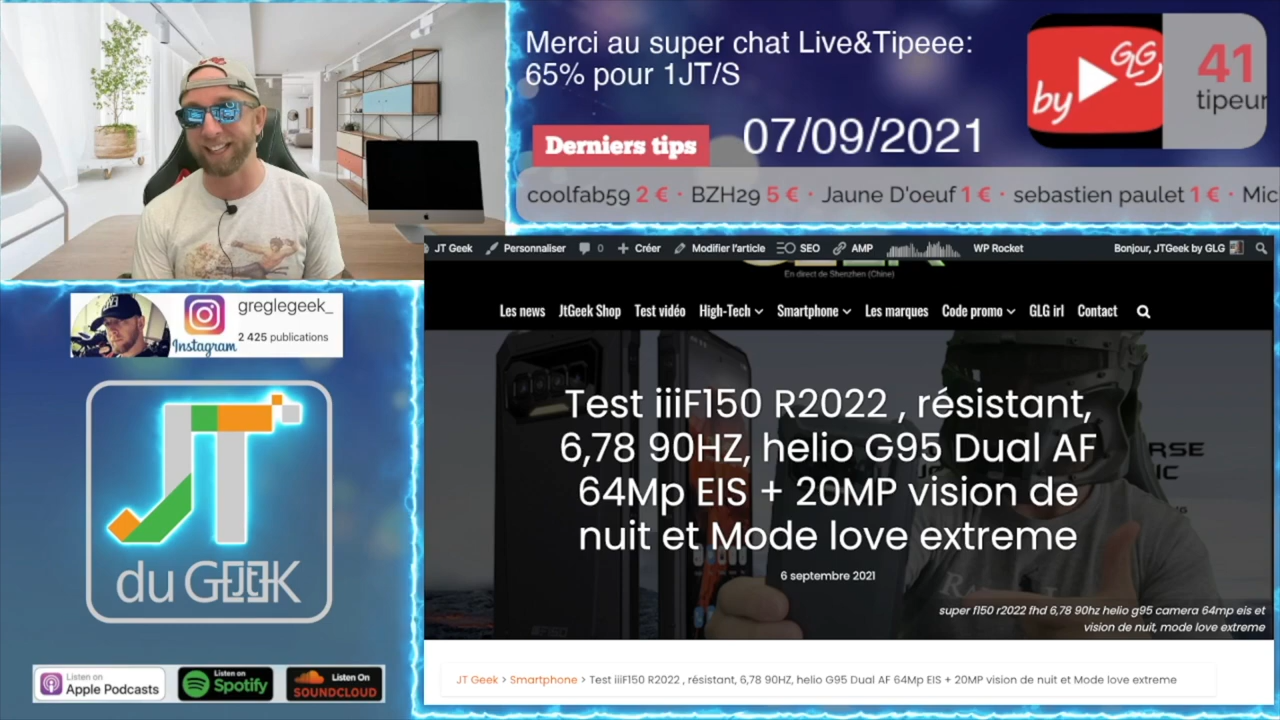 Merci au super chat Live&Tipeee:
65% pour 1JT/S
by GLG
41
tipeur
Derniers tips
07/09/2021
coolfab59 2 € · BZH29 5 € · Jaune D'oeuf 1 € · sebastien paulet 1 € · Mic
JT Geek Personnaliser 0 Créer Modifier l'article SEO AMP WP Rocket Bonjour, JTGeek by GLG
En direct de Shenzhen (Chine)
Les news JtGeek Shop Test vidéo High-Tech Smartphone Les marques Code promo GLG irl Contact
Test iiiF150 R2022 , résistant,
6,78 90HZ, helio G95 Dual AF
64Mp EIS + 20MP vision de
nuit et Mode love extreme
6 septembre 2021
super f150 r2022 fhd 6,78 90hz helio g95 camera 64mp eis et
vision de nuit, mode love extreme
JT Geek > Smartphone > Test iiiF150 R2022 , résistant, 6,78 90HZ, helio G95 Dual AF 64Mp EIS + 20MP vision de nuit et Mode love extreme
greglegeek_
Instagram 2 425 publications
JT
du GEEK
Listen on
Apple Podcasts
Listen on
Spotify
Listen On
SOUNDCLOUD